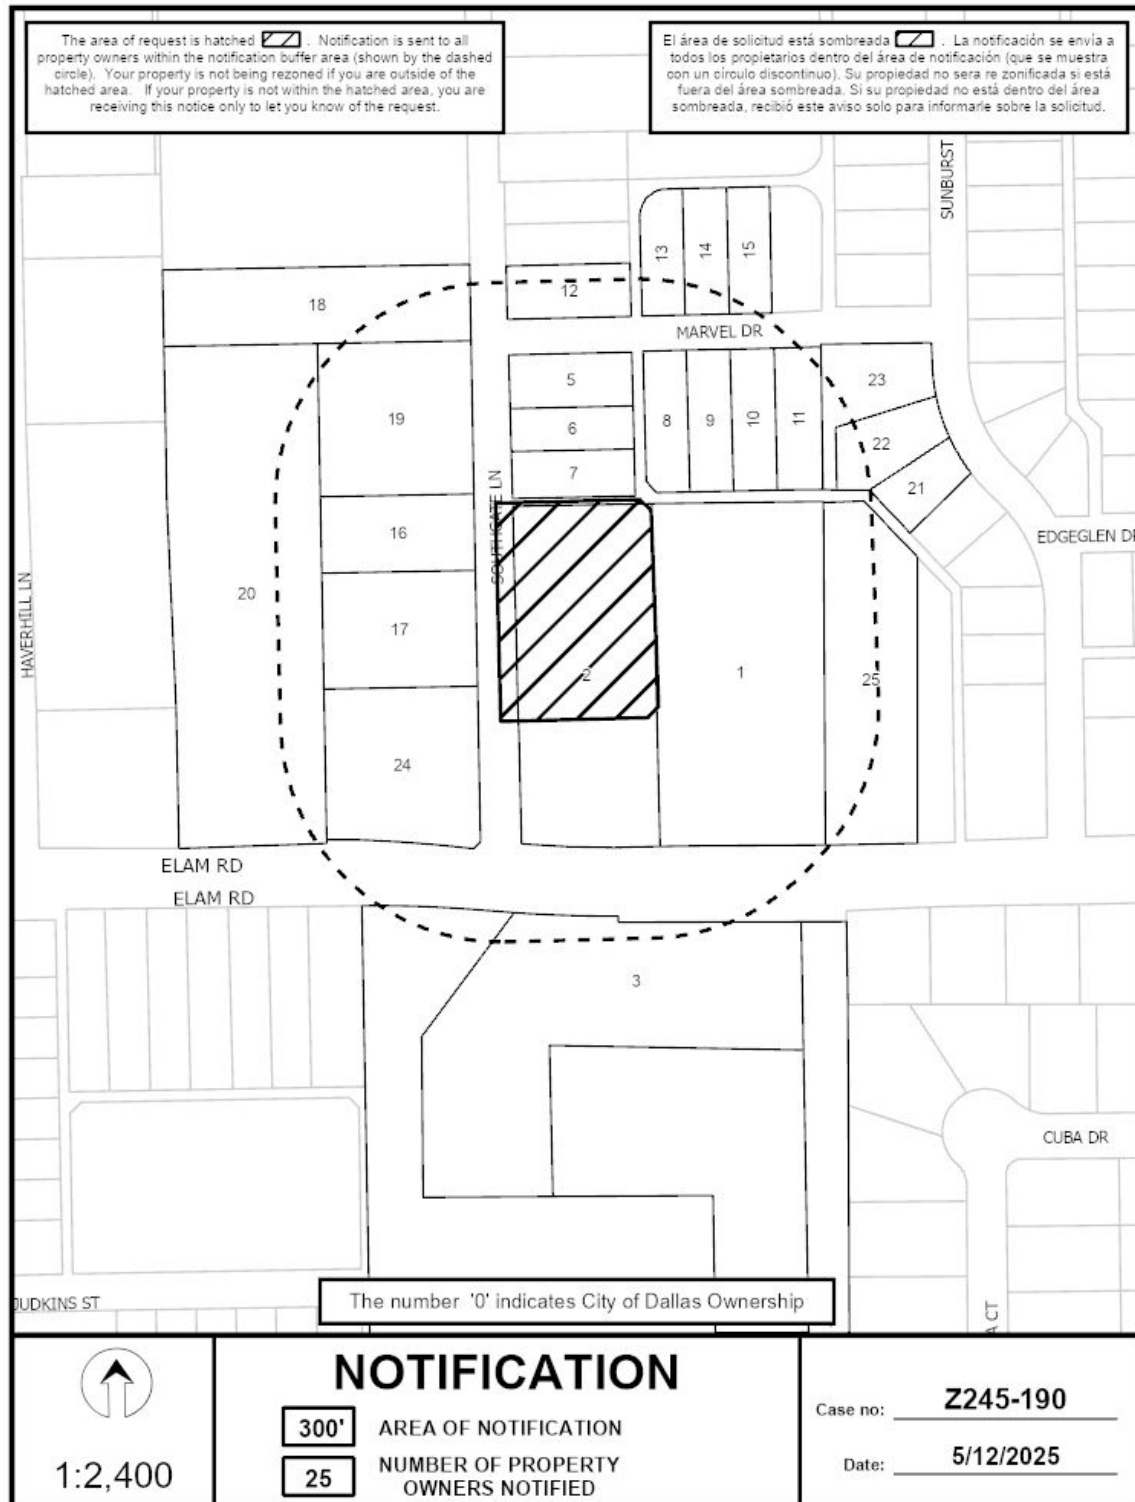 The area of request is hatched . Notification is sent to all
property owners within the notification buffer area (shown by the dashed
circle). Your property is not being rezoned if you are outside of the
hatched area. If your property is not within the hatched area, you are
receiving this notice only to let you know of the request.
El área de solicitud está sombreada . La notificación se envía a
todos los propietarios dentro del área de notificación (que se muestra
con un círculo discontinuo). Su propiedad no sera re zonificada si está
fuera del área sombreada. Si su propiedad no está dentro del área
sombreada, recibió este aviso solo para informarle sobre la solicitud.
SUNBURST
13
14
15
12
18
MARVEL DR
5
23
19
8
9
10
11
6
22
7
21
SOUTHGATE LN
16
EDGEGLEN DR
HAVERHILL LN
20
17
2
1
25
24
ELAM RD
ELAM RD
3
CUBA DR
JUDKINS ST
The number '0' indicates City of Dallas Ownership
A CT
1:2,400
NOTIFICATION
300' AREA OF NOTIFICATION
25 NUMBER OF PROPERTY
OWNERS NOTIFIED
Case no: Z245-190
Date: 5/12/2025